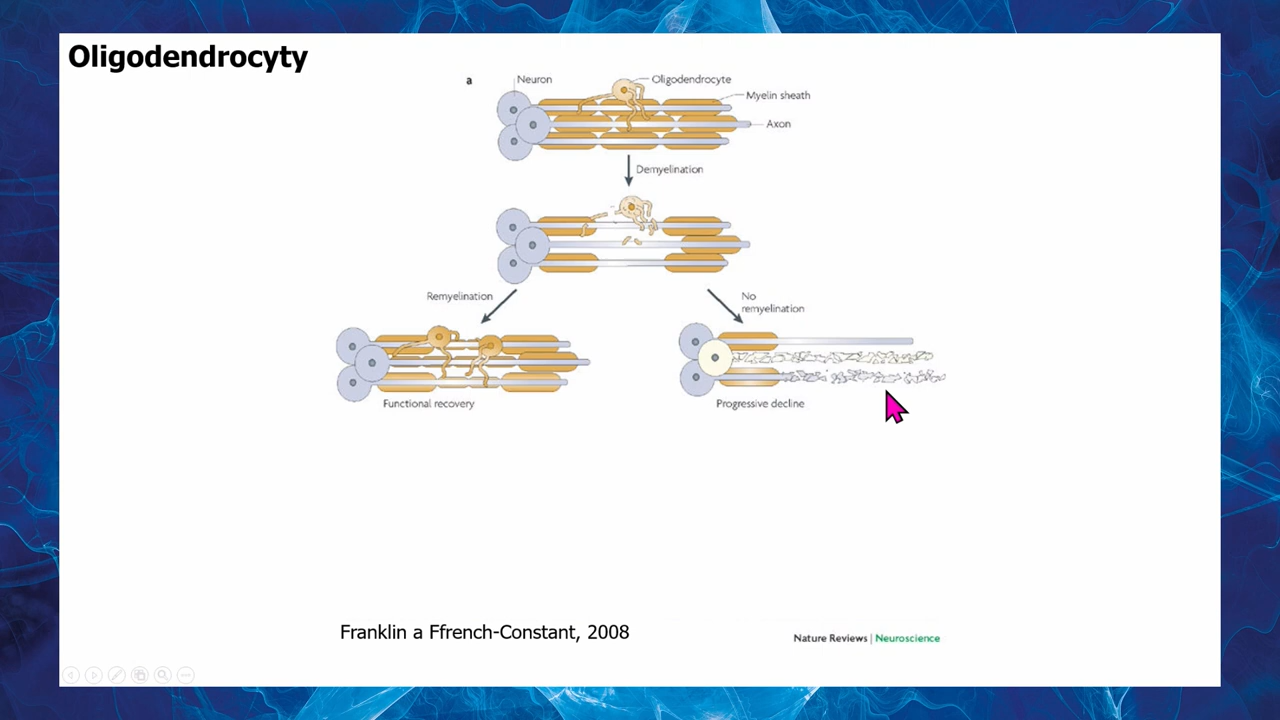 Oligodendrocyty
a
Neuron
Oligodendrocyte
Myelin sheath
Axon
Demyelination
Remyelination
No
remyelination
Functional recovery
Progressive decline
Franklin a Ffrench-Constant, 2008
Nature Reviews | Neuroscience